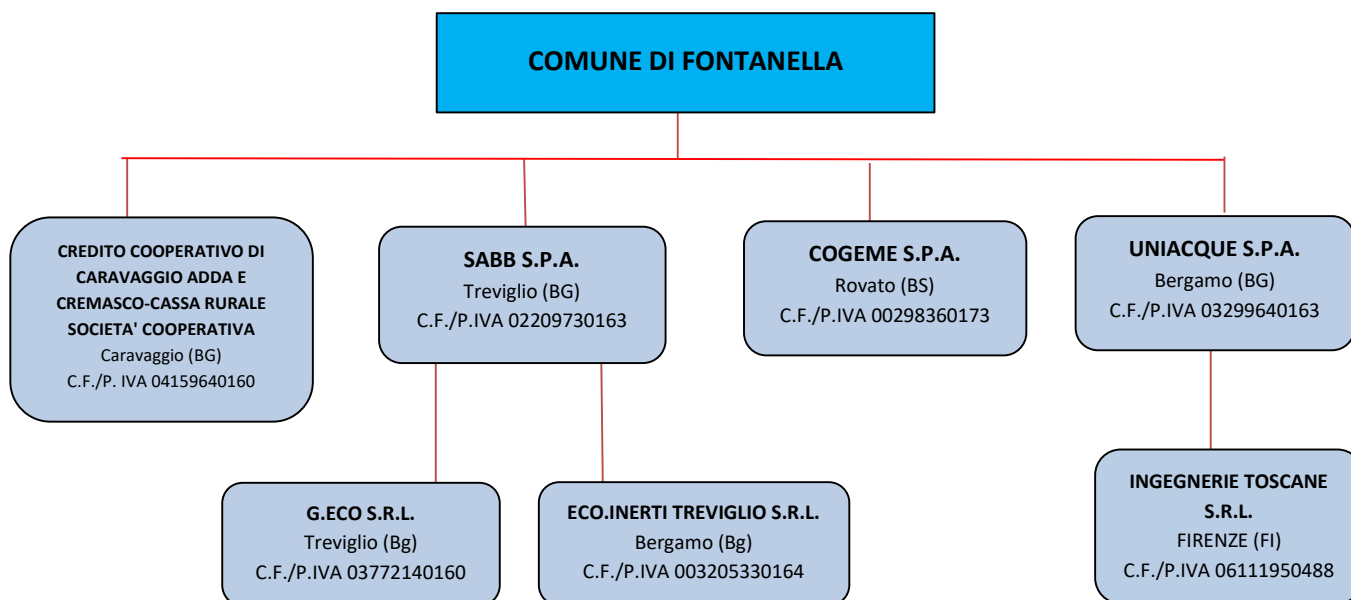 COMUNE DI FONTANELLA
CREDITO COOPERATIVO DI
CARAVAGGIO ADDA E
CREMASCO-CASSA RURALE
SOCIETA' COOPERATIVA
Caravaggio (BG)
C.F./P. IVA 04159640160
SABB S.P.A.
Treviglio (BG)
C.F./P.IVA 02209730163
COGEME S.P.A.
Rovato (BS)
C.F./P.IVA 00298360173
UNIACQUE S.P.A.
Bergamo (BG)
C.F./P.IVA 03299640163
G.ECO S.R.L.
Treviglio (Bg)
C.F./P.IVA 03772140160
ECO.INERTI TREVIGLIO S.R.L.
Bergamo (Bg)
C.F./P.IVA 003205330164
INGEGNERIE TOSCANE
S.R.L.
FIRENZE (FI)
C.F./P.IVA 06111950488